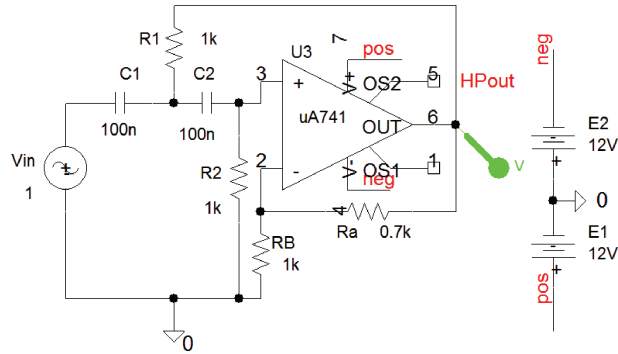 R1
1k
C1
C2
100n
100n
Vin
1
R2
1k
RB
1k
U3
7
pos
3
+
V+
OS2
5
HPout
uA741
OUT
6
2
-
V-
OS1
1
neg
4
Ra
0.7k
V
0
neg
E2
12V
+
0
E1
12V
+
pos